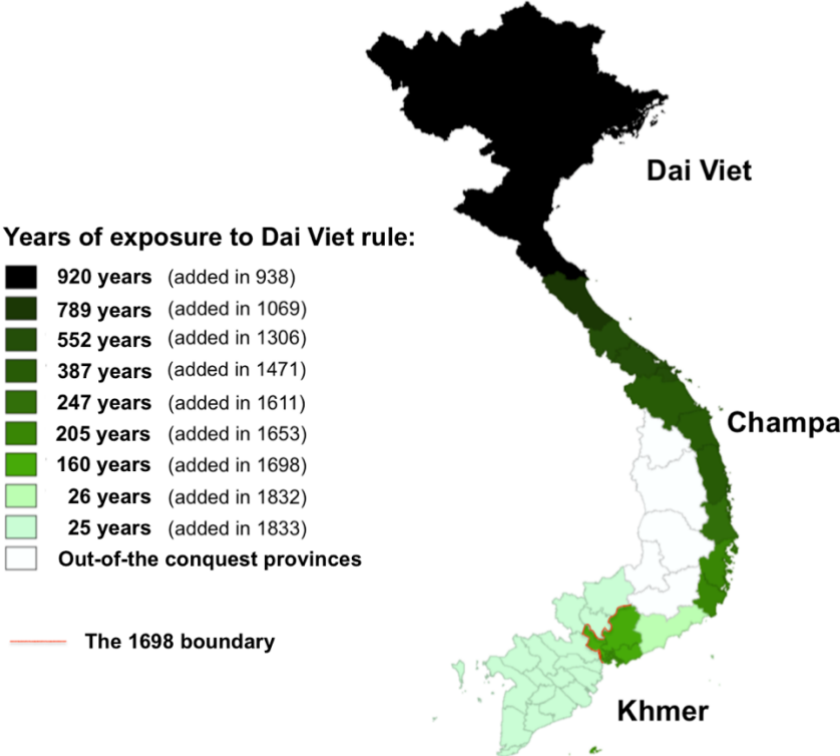 Dai Viet
Years of exposure to Dai Viet rule:
920 years (added in 938)
789 years (added in 1069)
552 years (added in 1306)
387 years (added in 1471)
247 years (added in 1611)
205 years (added in 1653)
160 years (added in 1698)
26 years (added in 1832)
25 years (added in 1833)
Out-of-the conquest provinces
The 1698 boundary
Champa
Khmer